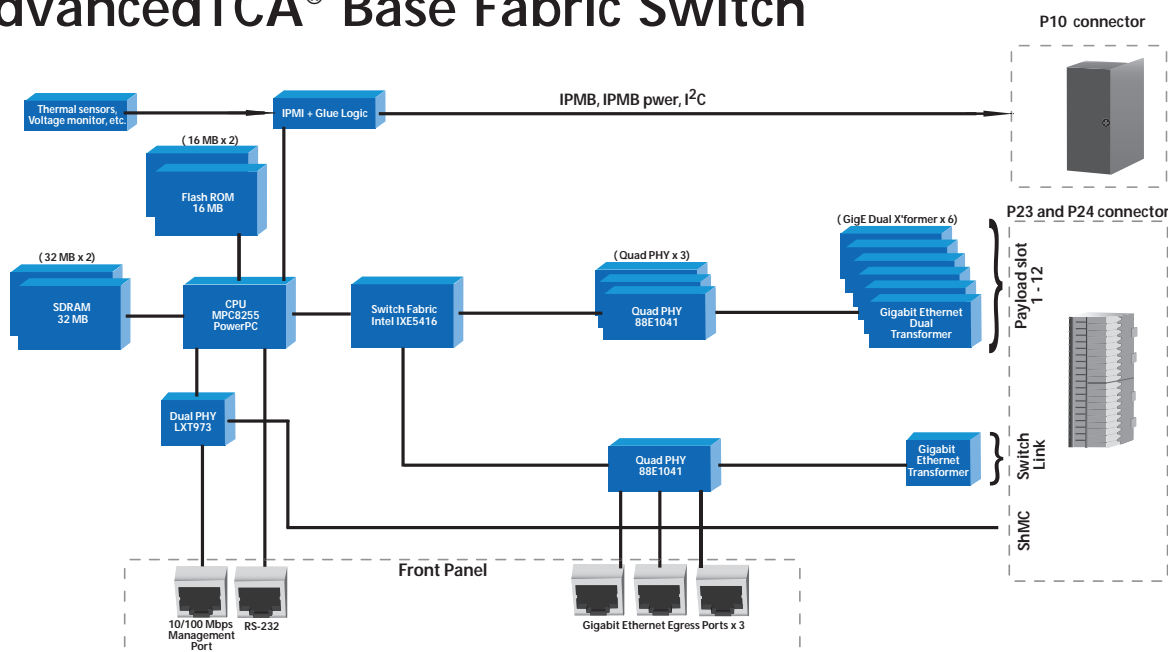 dvancedTCA® Base Fabric Switch
P10 connector
Thermal sensors,
Voltage monitor, etc.
IPMI + Glue Logic
IPMB, IPMB pwer, I2C
( 16 MB x 2)
Flash ROM
16 MB
P23 and P24 connector
( 32 MB x 2)
SDRAM
32 MB
CPU
MPC8255
PowerPC
Switch Fabric
Intel IXE5416
(Quad PHY x 3)
Quad PHY
88E1041
( GigE Dual X'former x 6)
Gigabit Ethernet
Dual
Transformer
Payload slot
1 - 12
Dual PHY
LXT973
Quad PHY
88E1041
Gigabit
Ethernet
Transformer
Switch
Link
ShMC
Front Panel
10/100 Mbps
Management
Port
RS-232
Gigabit Ethernet Egress Ports x 3